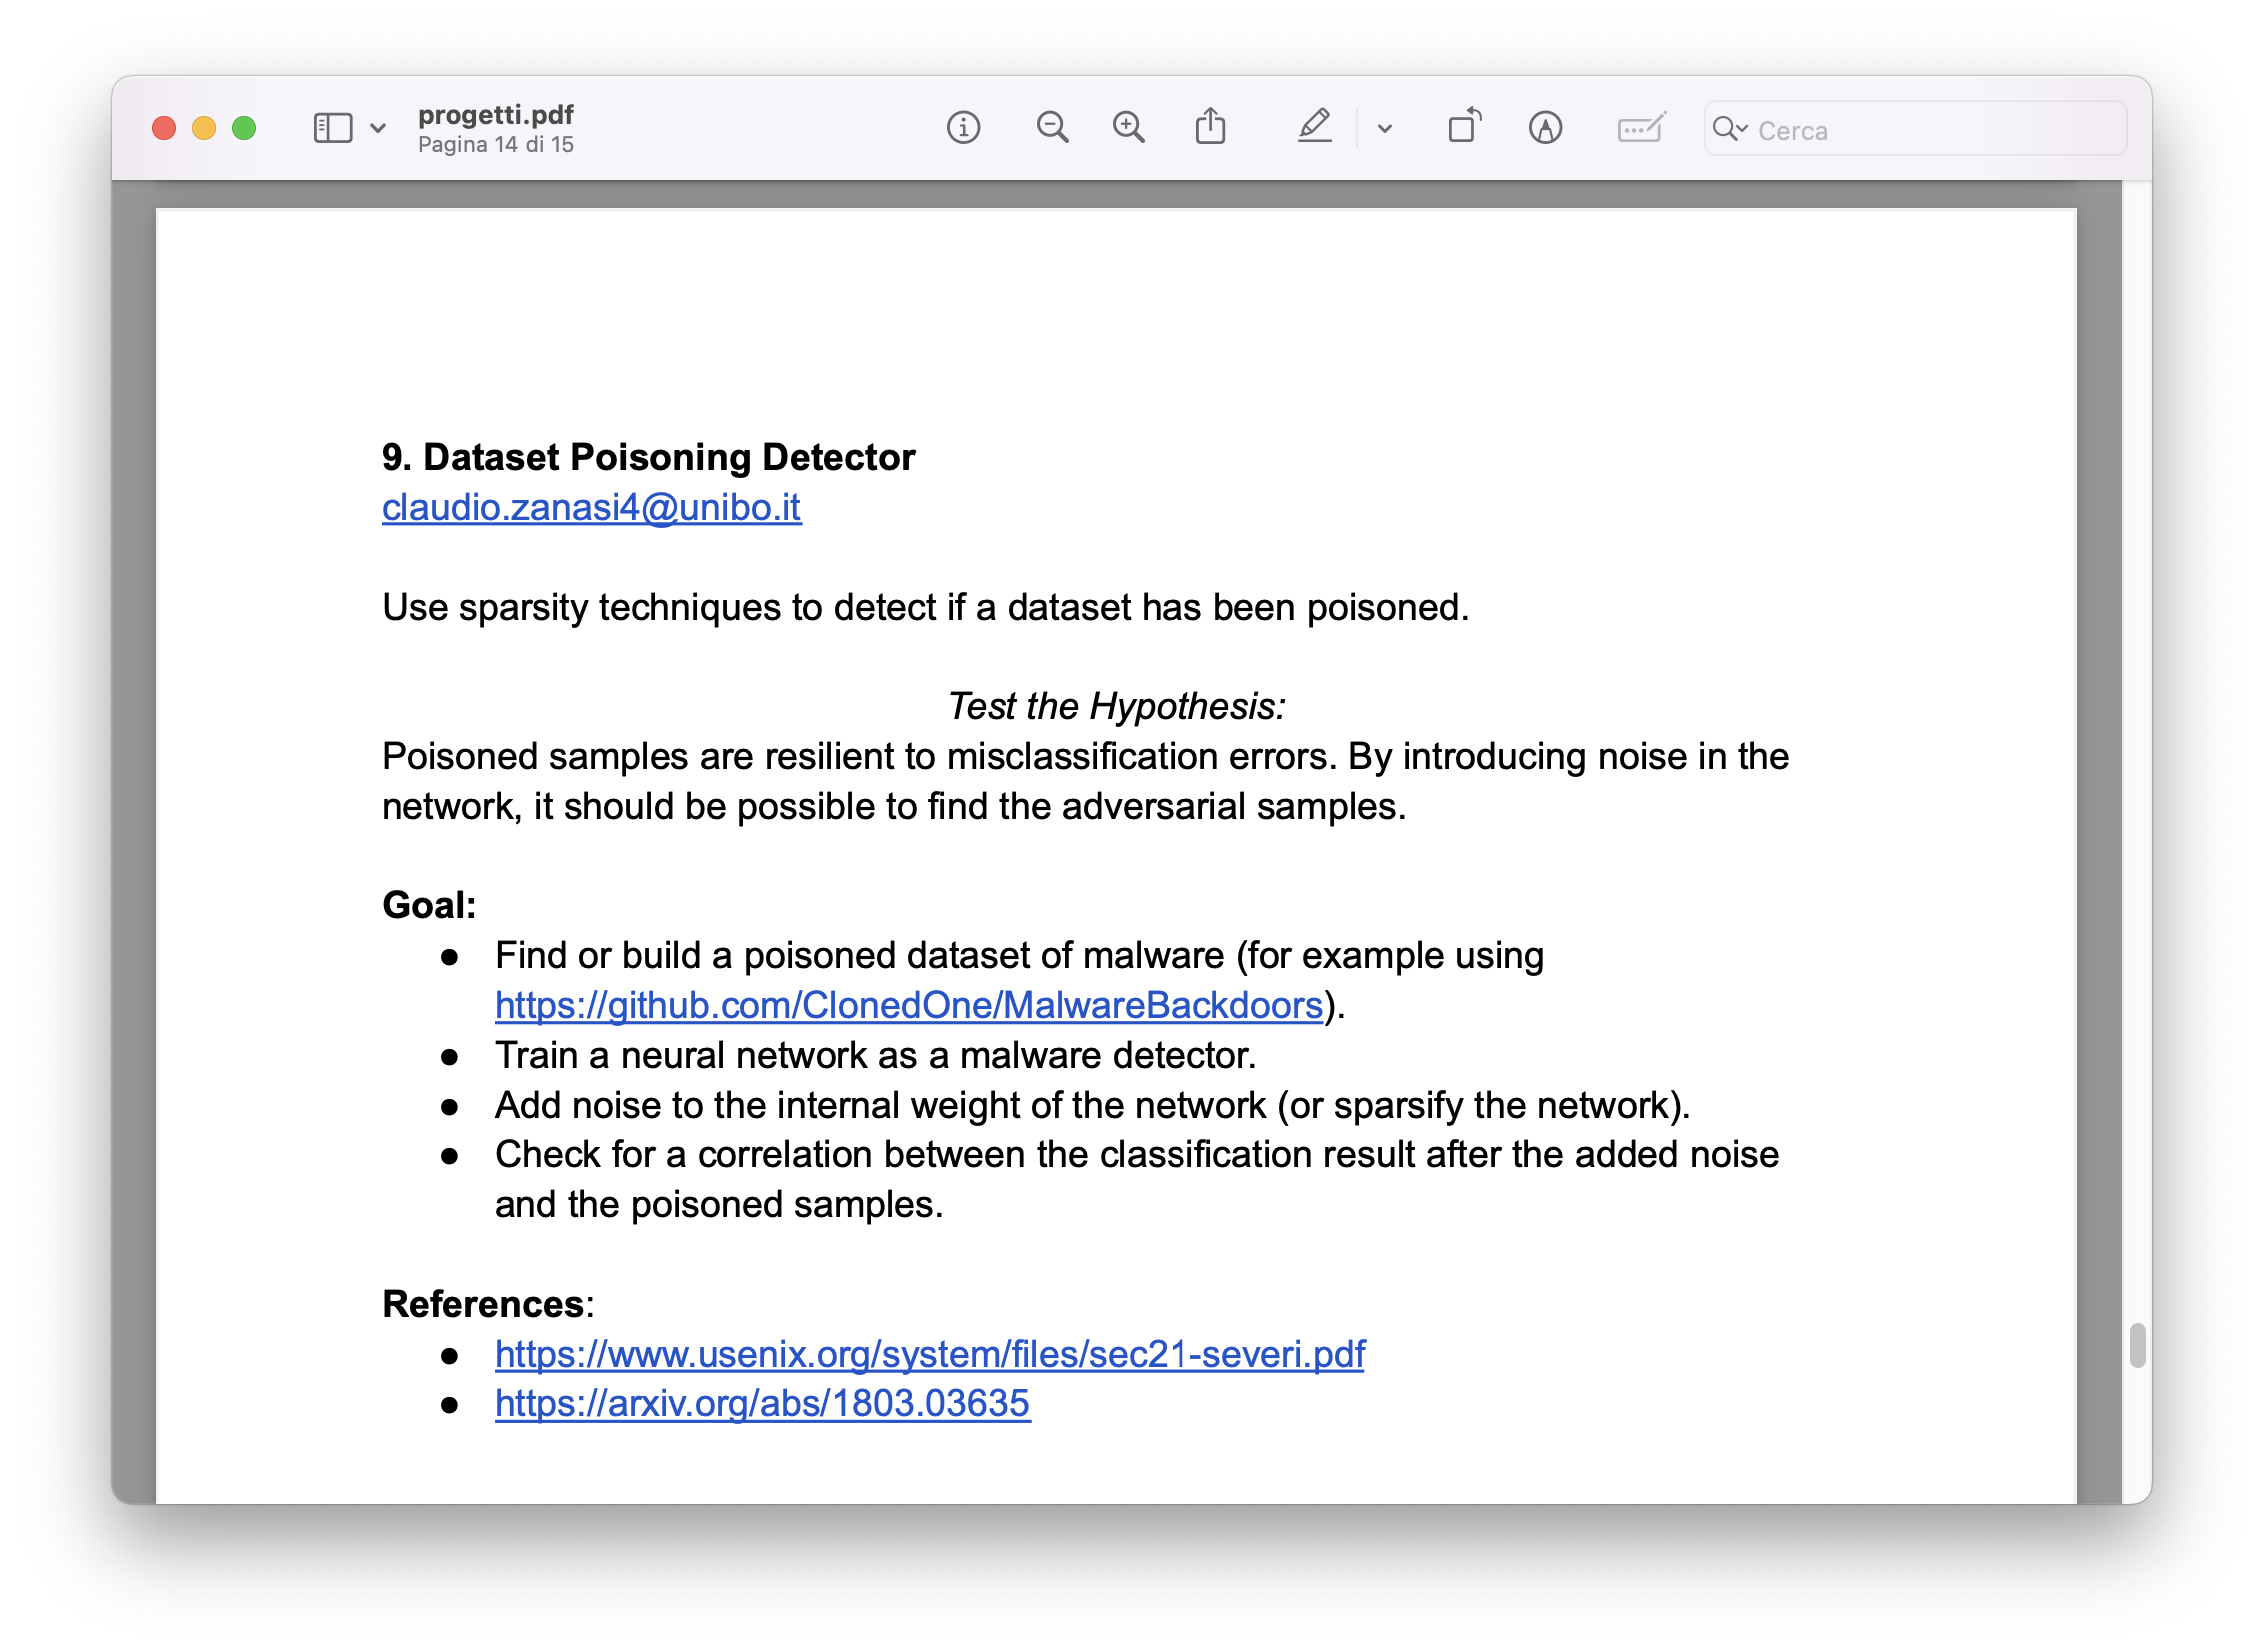 progetti.pdf
Pagina 14 di 15
Cerca
9. Dataset Poisoning Detector
claudio.zanasi4@unibo.it
Use sparsity techniques to detect if a dataset has been poisoned.
Test the Hypothesis:
Poisoned samples are resilient to misclassification errors. By introducing noise in the
network, it should be possible to find the adversarial samples.
Goal:
● Find or build a poisoned dataset of malware (for example using
https://github.com/ClonedOne/MalwareBackdoors).
● Train a neural network as a malware detector.
● Add noise to the internal weight of the network (or sparsify the network).
● Check for a correlation between the classification result after the added noise
and the poisoned samples.
References:
● https://www.usenix.org/system/files/sec21-severi.pdf
● https://arxiv.org/abs/1803.03635